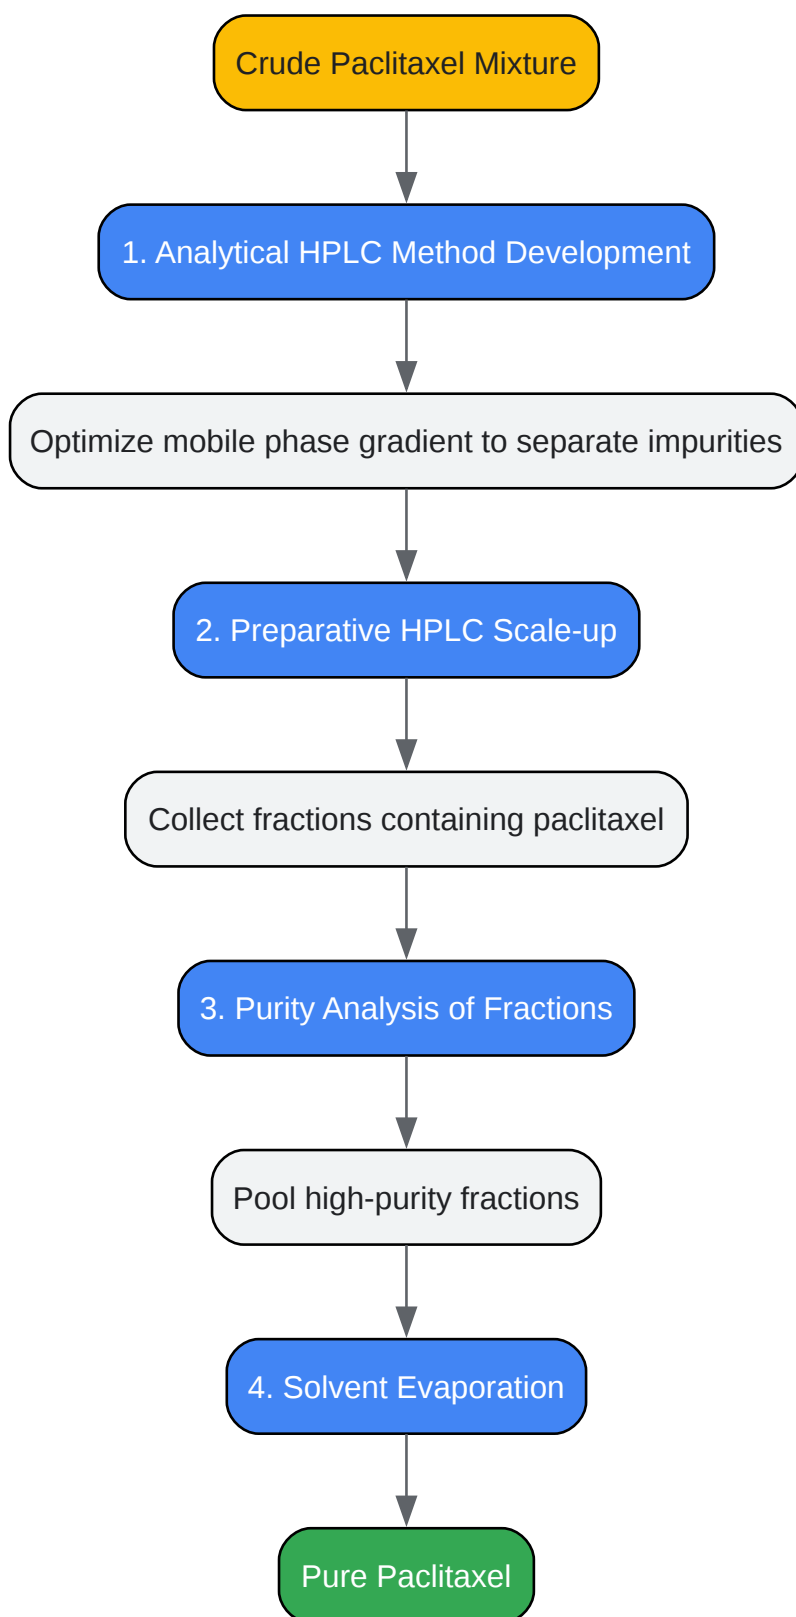 Crude Paclitaxel Mixture
1. Analytical HPLC Method Development
Optimize mobile phase gradient to separate impurities
2. Preparative HPLC Scale-up
Collect fractions containing paclitaxel
3. Purity Analysis of Fractions
Pool high-purity fractions
4. Solvent Evaporation
Pure Paclitaxel